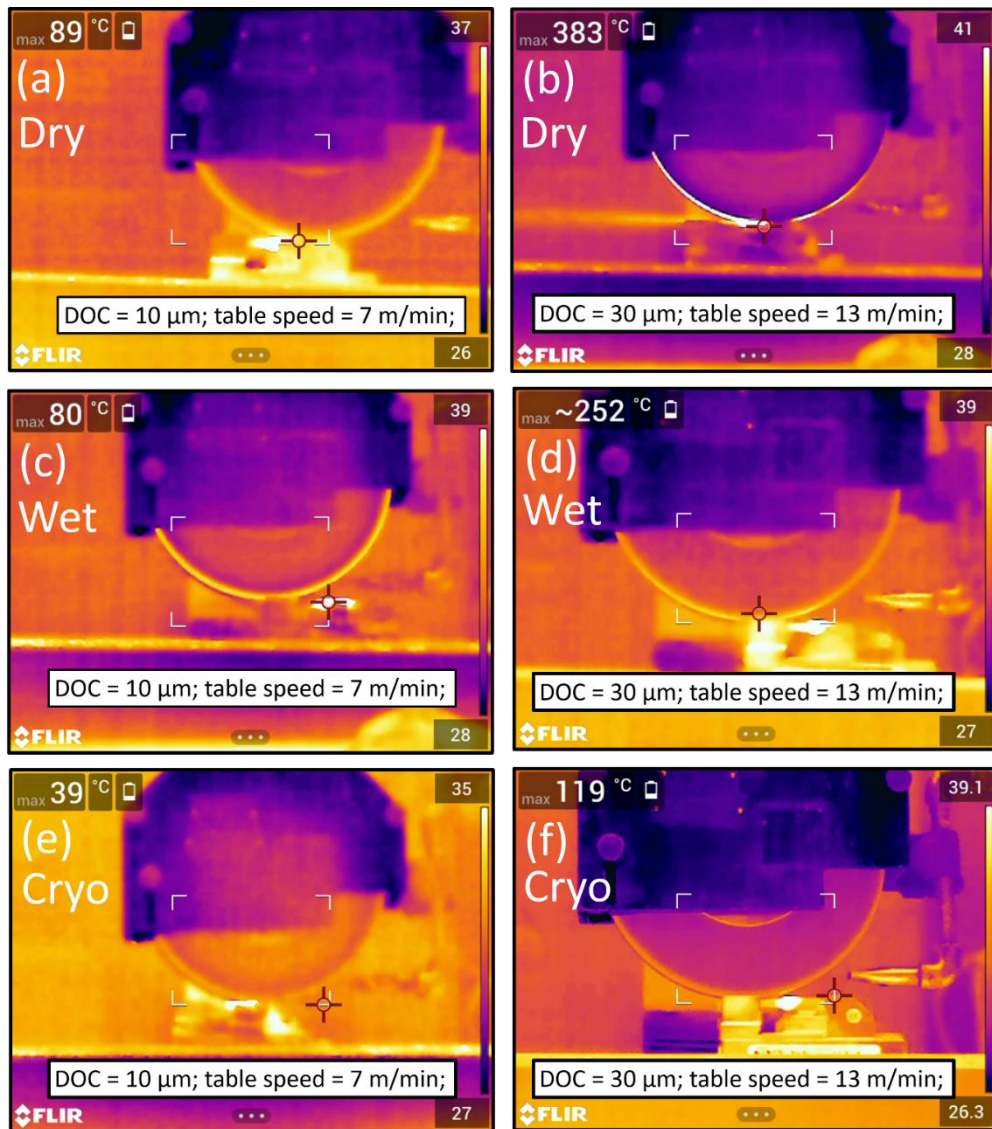 max 89 °C
37
(a)
Dry
DOC = 10 µm; table speed = 7 m/min;
FLIR
26
max 383 °C
41
(b)
Dry
DOC = 30 µm; table speed = 13 m/min;
FLIR
28
max 80 °C
39
(c)
Wet
DOC = 10 µm; table speed = 7 m/min;
FLIR
28
max ~252 °C
39
(d)
Wet
DOC = 30 µm; table speed = 13 m/min;
FLIR
27
max 39 °C
35
(e)
Cryo
DOC = 10 µm; table speed = 7 m/min;
FLIR
27
max 119 °C
39.1
(f)
Cryo
DOC = 30 µm; table speed = 13 m/min;
FLIR
26.3